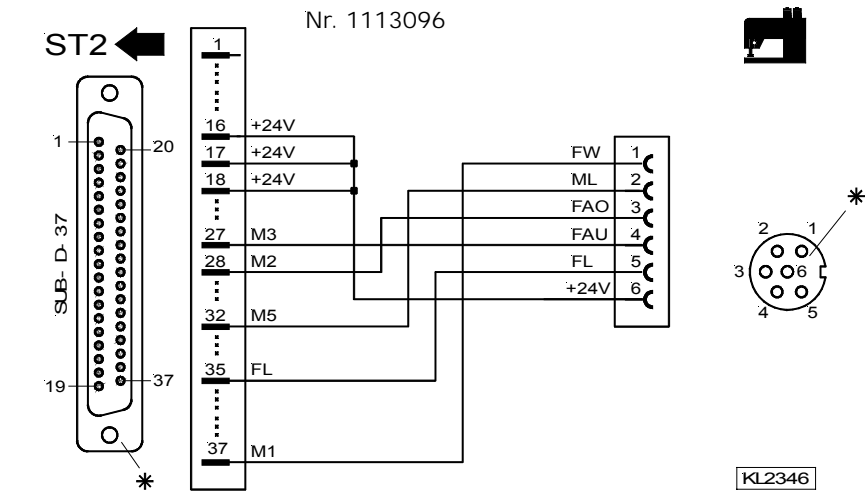 Nr. 1113096
ST2
1
16 +24V
17 +24V
18 +24V
27 M3
28 M2
32 M5
35 FL
37 M1
FW 1
ML 2
FAO 3
FAU 4
FL 5
+24V 6
1
20
SUB-D-37
19
37
*
*
2 1
3 6
4 5
KL2346